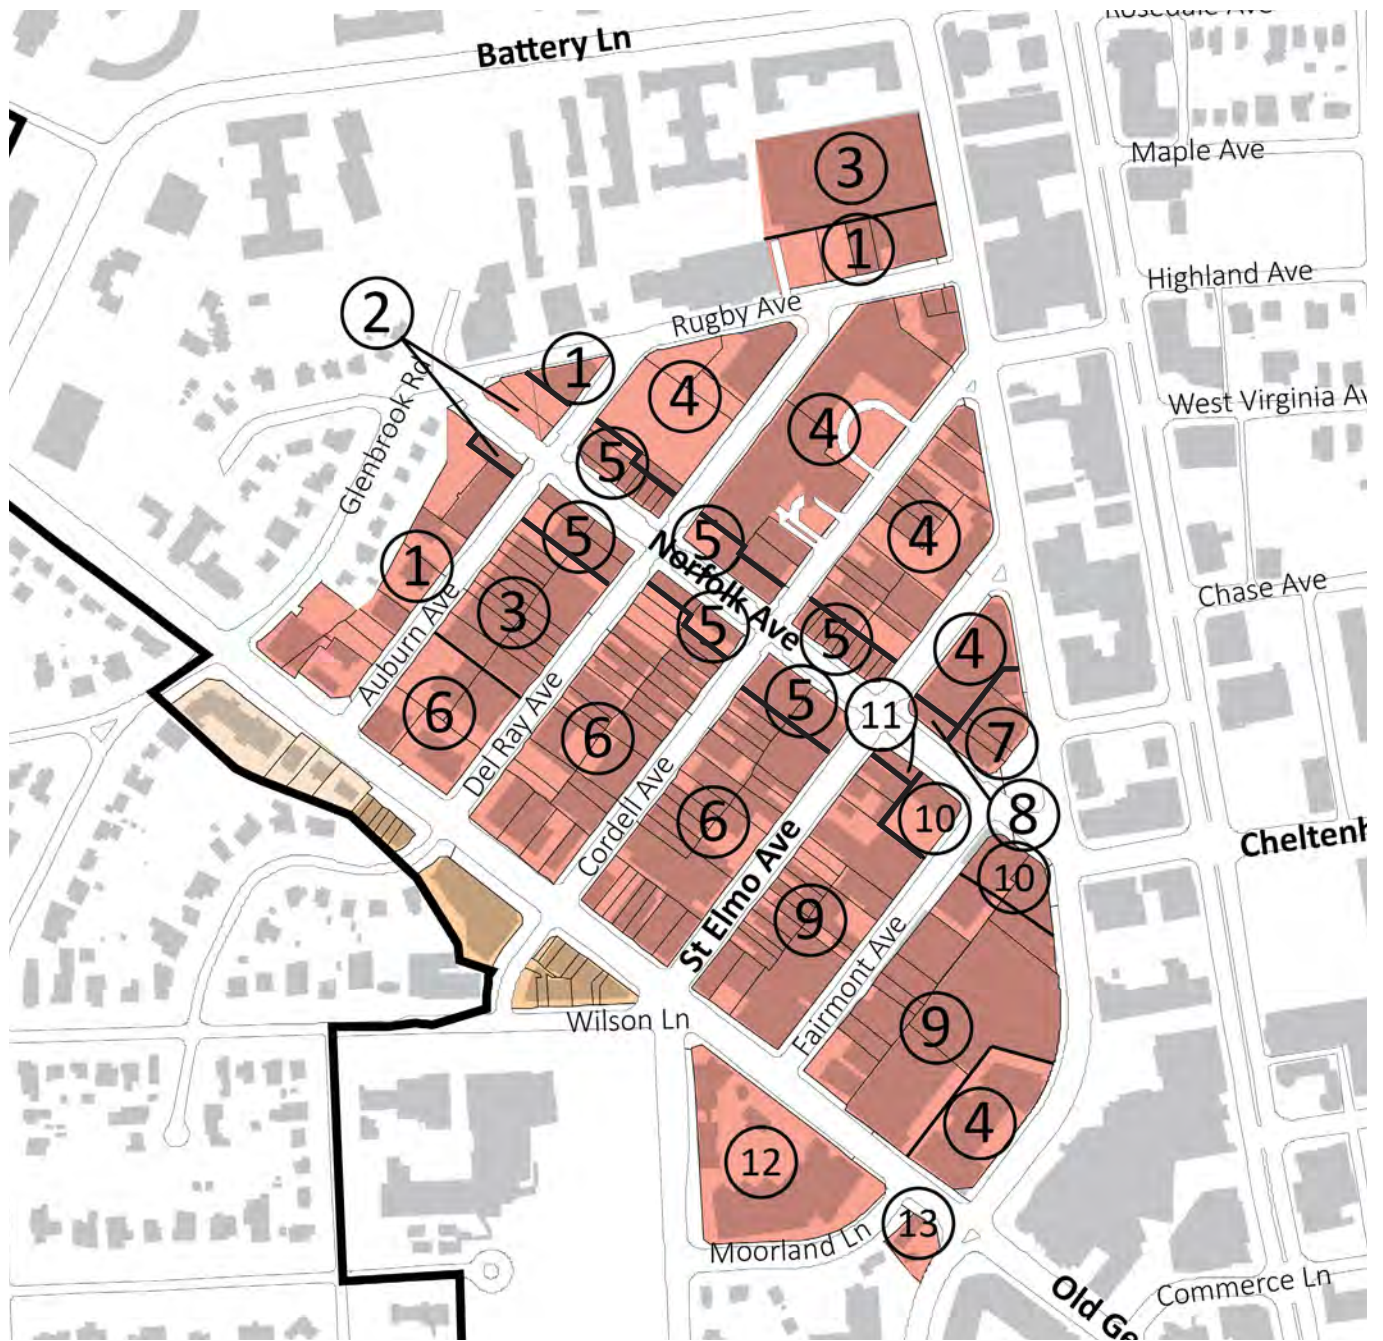 Battery Ln
Maple Ave
3
1
Highland Ave
2
Rugby Ave
1
4
Glenbrook Rd
4
West Virginia Av
5
5
5
4
Norfolk Ave
1
Chase Ave
3
5
5
4
Auburn Ave
5
11
6
6
7
Del Ray Ave
6
10
8
Cordell Ave
Chelten
10
St Elmo Ave
9
Fairmont Ave
Wilson Ln
9
4
12
13
Moorland Ln
Commerce Ln
Old Ge